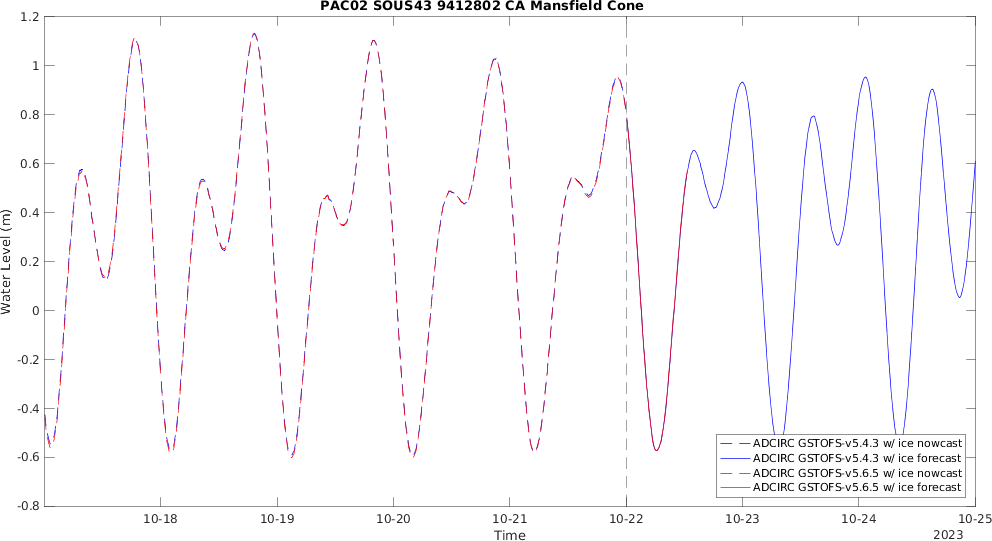 PAC02 SOUS43 9412802 CA Mansfield Cone
1.2
1
0.8
0.6
0.4
0.2
0
-0.2
-0.4
-0.6
-0.8
Water Level (m)
10-18
10-19
10-20
10-21
10-22
10-23
10-24
10-25
Time
2023
ADCIRC GSTOFS-v5.4.3 w/ ice nowcast
ADCIRC GSTOFS-v5.4.3 w/ ice forecast
ADCIRC GSTOFS-v5.6.5 w/ ice nowcast
ADCIRC GSTOFS-v5.6.5 w/ ice forecast